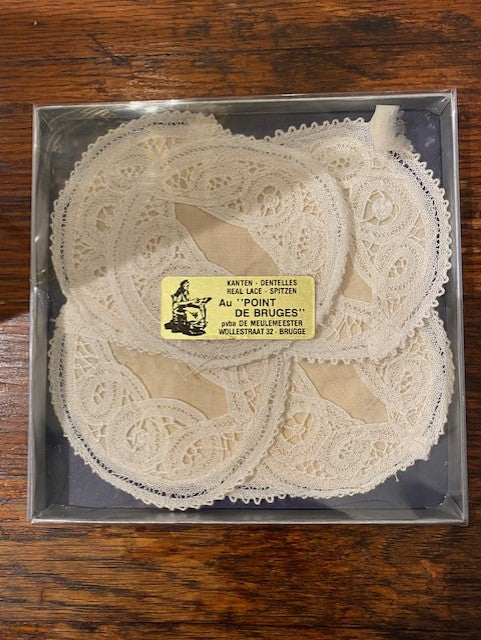 KANTEN - DENTELLES
REAL LACE - SPITZEN
Au "POINT
DE BRUGES"
pvba DE MEULEMEESTER
WOLLESTRAAT 32 - BRUGGE